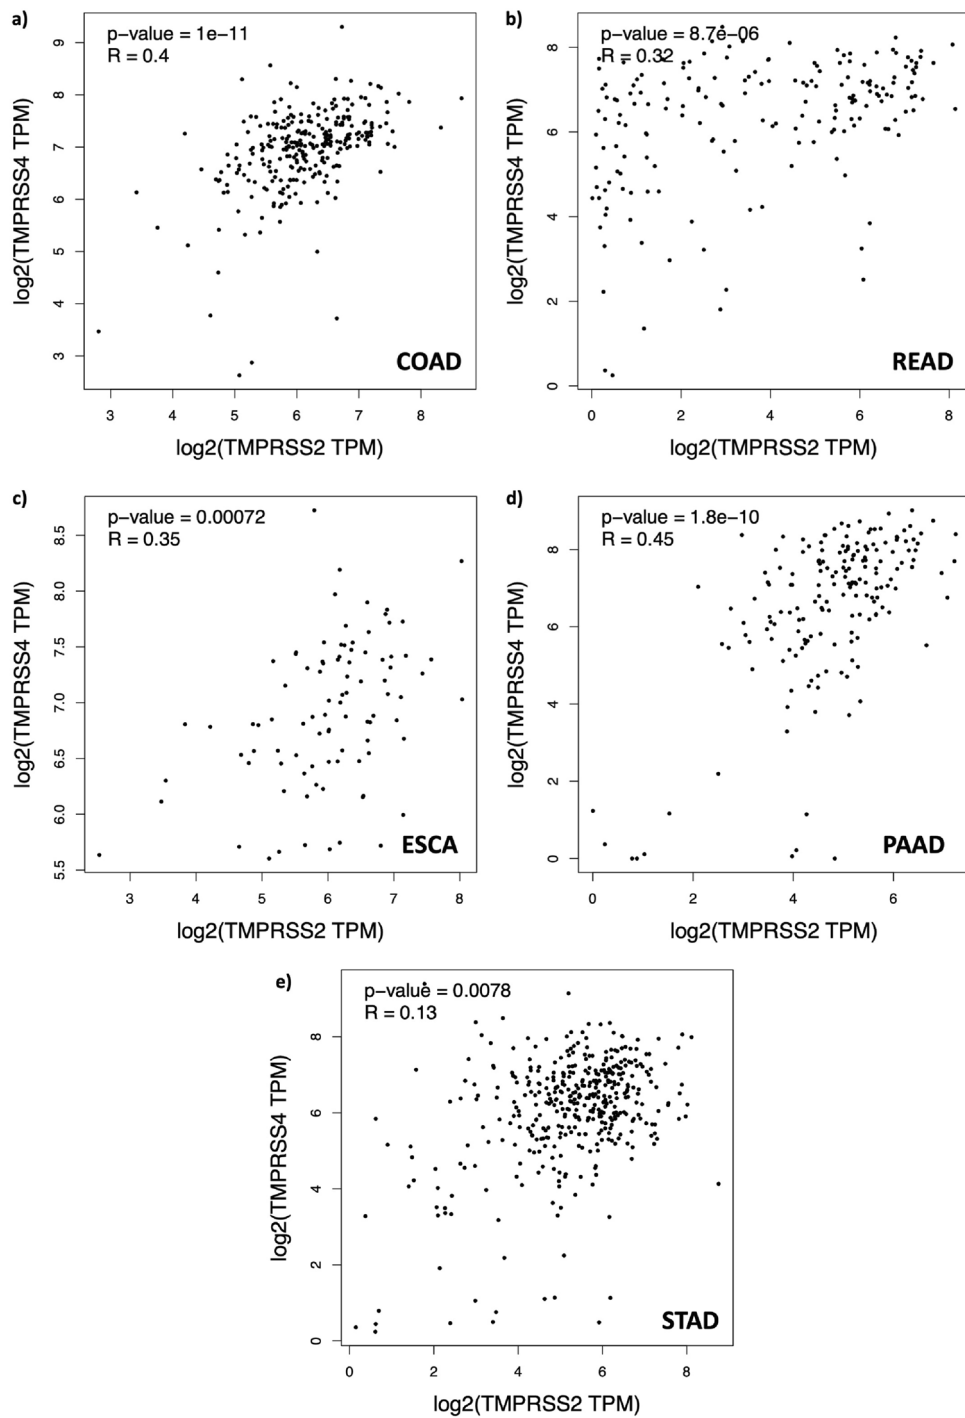 a)
p-value = 1e-11
R = 0.4
9
8
7
6
5
4
3
log2(TMPRSS4 TPM)
COAD
3 4 5 6 7 8
log2(TMPRSS2 TPM)
b)
p-value = 8.7e-06
R = 0.32
8
6
4
2
0
log2(TMPRSS4 TPM)
READ
0 2 4 6 8
log2(TMPRSS2 TPM)
c)
p-value = 0.00072
R = 0.35
8.5
8.0
7.5
7.0
6.5
6.0
5.5
log2(TMPRSS4 TPM)
ESCA
3 4 5 6 7 8
log2(TMPRSS2 TPM)
d)
p-value = 1.8e-10
R = 0.45
8
6
4
2
0
log2(TMPRSS4 TPM)
PAAD
0 2 4 6
log2(TMPRSS2 TPM)
e)
p-value = 0.0078
R = 0.13
8
6
4
2
0
log2(TMPRSS4 TPM)
STAD
0 2 4 6 8
log2(TMPRSS2 TPM)